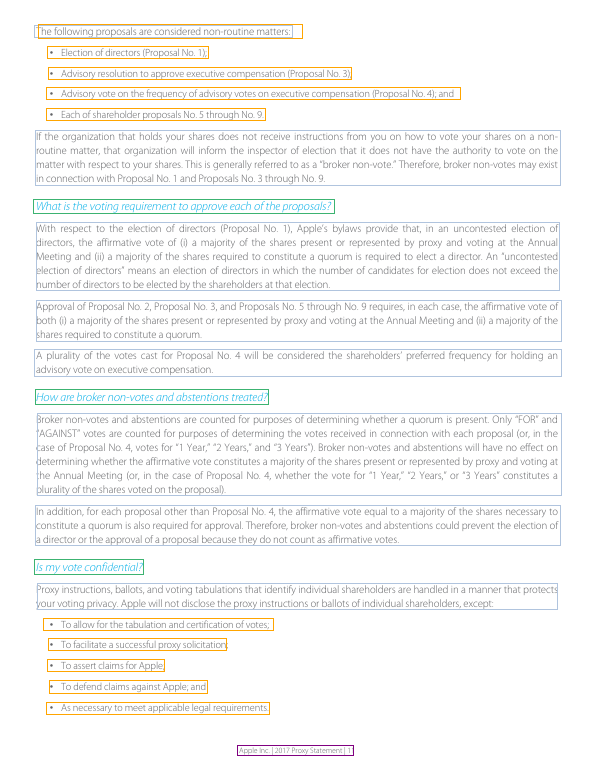 The following proposals are considered non-routine matters:
• Election of directors (Proposal No. 1);
• Advisory resolution to approve executive compensation (Proposal No. 3);
• Advisory vote on the frequency of advisory votes on executive compensation (Proposal No. 4); and
• Each of shareholder proposals No. 5 through No. 9.
If the organization that holds your shares does not receive instructions from you on how to vote your shares on a non-
routine matter, that organization will inform the inspector of election that it does not have the authority to vote on the
matter with respect to your shares. This is generally referred to as a “broker non-vote.” Therefore, broker non-votes may exist
in connection with Proposal No. 1 and Proposals No. 3 through No. 9.
What is the voting requirement to approve each of the proposals?
With respect to the election of directors (Proposal No. 1), Apple’s bylaws provide that, in an uncontested election of
directors, the affirmative vote of (i) a majority of the shares present or represented by proxy and voting at the Annual
Meeting and (ii) a majority of the shares required to constitute a quorum is required to elect a director. An “uncontested
election of directors” means an election of directors in which the number of candidates for election does not exceed the
number of directors to be elected by the shareholders at that election.
Approval of Proposal No. 2, Proposal No. 3, and Proposals No. 5 through No. 9 requires, in each case, the affirmative vote of
both (i) a majority of the shares present or represented by proxy and voting at the Annual Meeting and (ii) a majority of the
shares required to constitute a quorum.
A plurality of the votes cast for Proposal No. 4 will be considered the shareholders’ preferred frequency for holding an
advisory vote on executive compensation.
How are broker non-votes and abstentions treated?
Broker non-votes and abstentions are counted for purposes of determining whether a quorum is present. Only “FOR” and
“AGAINST” votes are counted for purposes of determining the votes received in connection with each proposal (or, in the
case of Proposal No. 4, votes for “1 Year,” “2 Years,” and “3 Years”). Broker non-votes and abstentions will have no effect on
determining whether the affirmative vote constitutes a majority of the shares present or represented by proxy and voting at
the Annual Meeting (or, in the case of Proposal No. 4, whether the vote for “1 Year,” “2 Years,” or “3 Years” constitutes a
plurality of the shares voted on the proposal).
In addition, for each proposal other than Proposal No. 4, the affirmative vote equal to a majority of the shares necessary to
constitute a quorum is also required for approval. Therefore, broker non-votes and abstentions could prevent the election of
a director or the approval of a proposal because they do not count as affirmative votes.
Is my vote confidential?
Proxy instructions, ballots, and voting tabulations that identify individual shareholders are handled in a manner that protects
your voting privacy. Apple will not disclose the proxy instructions or ballots of individual shareholders, except:
• To allow for the tabulation and certification of votes;
• To facilitate a successful proxy solicitation;
• To assert claims for Apple;
• To defend claims against Apple; and
• As necessary to meet applicable legal requirements.
Apple Inc. | 2017 Proxy Statement | 1